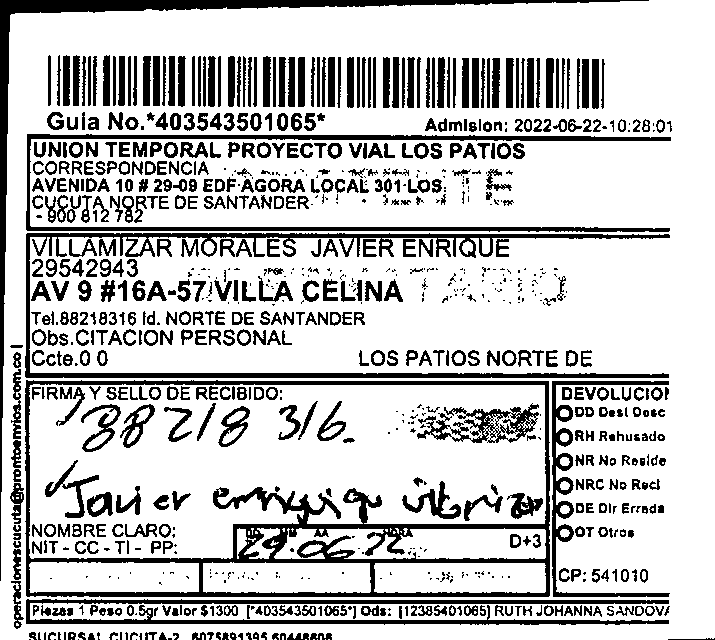 Guia No.*403543501065*
Admision: 2022-06-22-10:28:01
UNION TEMPORAL PROYECTO VIAL LOS PATIOS
CORRESPONDENCIA
AVENIDA 10 # 29-09 EDF AGORA LOCAL 301 LOS
CUCUTA NORTE DE SANTANDER
- 900 812 782
VILLAMIZAR MORALES JAVIER ENRIQUE
29542943
AV 9 #16A-57 VILLA CELINA
Tel.88218316 Id. NORTE DE SANTANDER
Obs.CITACION PERSONAL
Ccte.0 0 LOS PATIOS NORTE DE
operacionescucuta@prontoenvios.com.co
FIRMA Y SELLO DE RECIBIDO:
88218316.
Javier
NOMBRE CLARO:
NIT - CC - TI - PP:
AA HORA
29.06.22
D+3
DEVOLUCION
DD Desl Desc
RH Rehusado
NR No Reside
NRC No Recl
DE Dir Errada
OT Otros
CP: 541010
Piezas 1 Peso 0.5gr Valor $1300 [*403543501065*] Ods: [12385401065] RUTH JOHANNA SANDOVA
SUCURSAL CUCUTA-2 6075891395 60448606